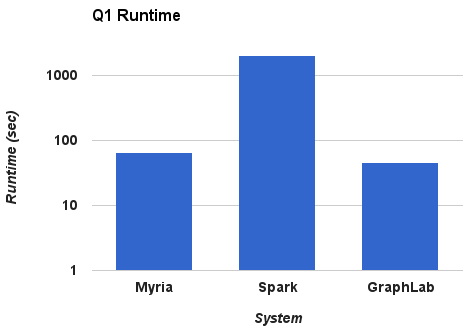 Q1 Runtime
1000
100
10
1
Runtime (sec)
Myria Spark GraphLab
System